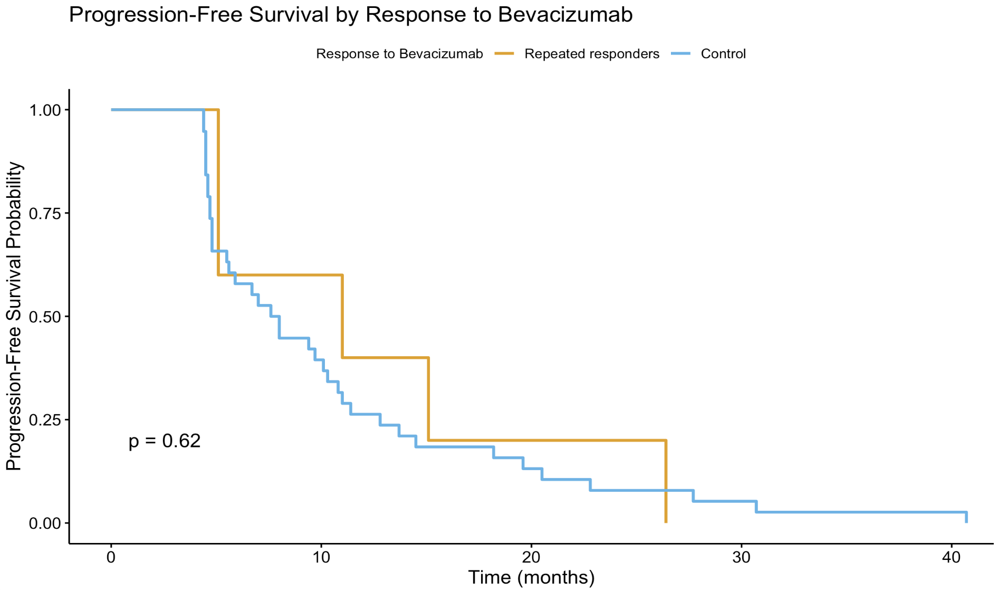 Progression-Free Survival by Response to Bevacizumab
Response to Bevacizumab Repeated responders Control
Progression-Free Survival Probability
1.00
0.75
0.50
0.25
0.00
p = 0.62
0 10 20 30 40
Time (months)